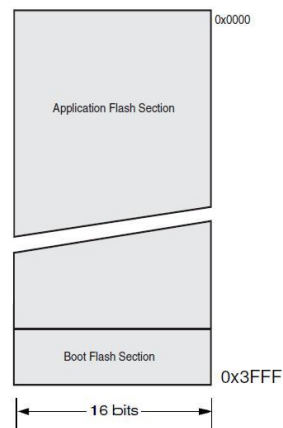 0x0000
Application Flash Section
Boot Flash Section
0x3FFF
16 bits